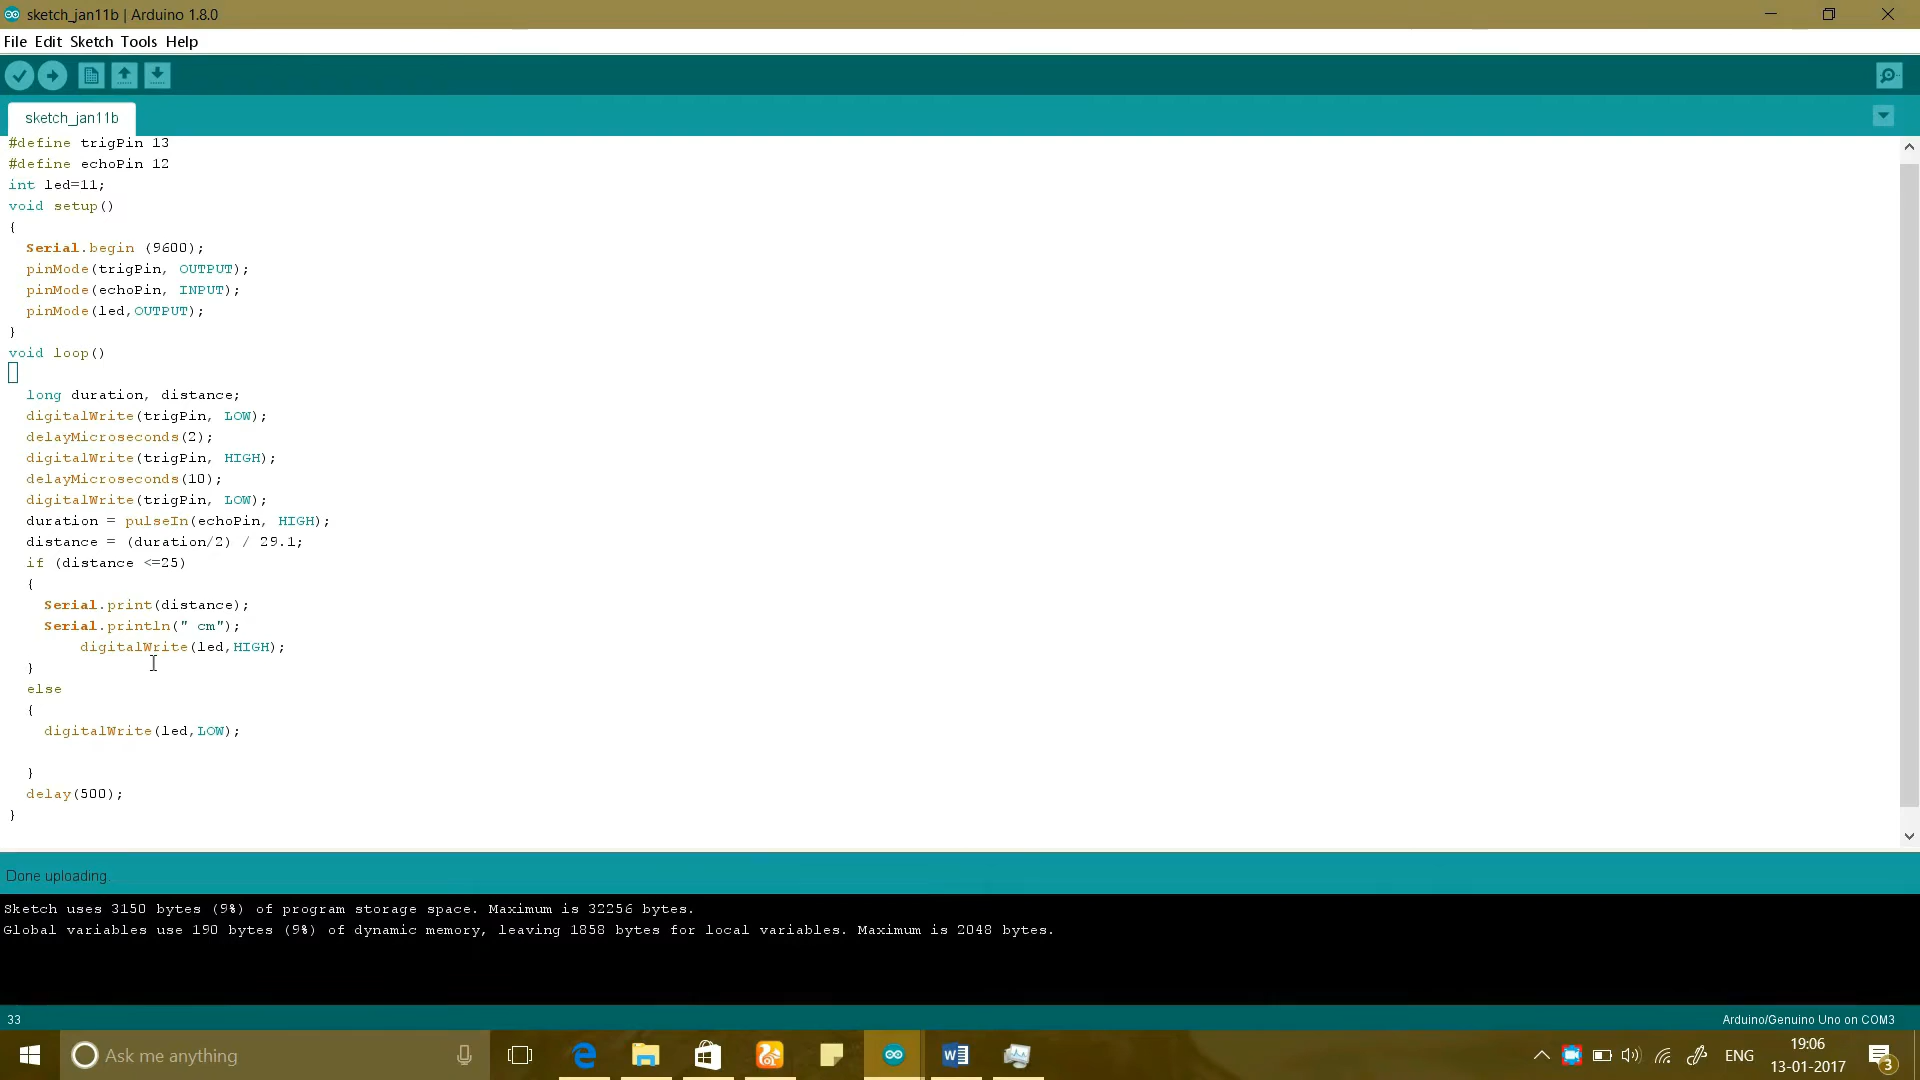 sketch_jan11b | Arduino 1.8.0
File Edit Sketch Tools Help
sketch_jan11b
#define trigPin 13
#define echoPin 12
int led=11;
void setup()
{
  Serial.begin (9600);
  pinMode(trigPin, OUTPUT);
  pinMode(echoPin, INPUT);
  pinMode(led,OUTPUT);
}
void loop()
  long duration, distance;
  digitalWrite(trigPin, LOW);
  delayMicroseconds(2);
  digitalWrite(trigPin, HIGH);
  delayMicroseconds(10);
  digitalWrite(trigPin, LOW);
  duration = pulseIn(echoPin, HIGH);
  distance = (duration/2) / 29.1;
  if (distance <=25)
  {
    Serial.print(distance);
    Serial.println(" cm");
        digitalWrite(led,HIGH);
  }
  else
  {
    digitalWrite(led,LOW);
  }
  delay(500);
}
Done uploading.
Sketch uses 3150 bytes (9%) of program storage space. Maximum is 32256 bytes.
Global variables use 190 bytes (9%) of dynamic memory, leaving 1858 bytes for local variables. Maximum is 2048 bytes.
33
Arduino/Genuino Uno on COM3
Ask me anything
ENG
19:06
13-01-2017
3